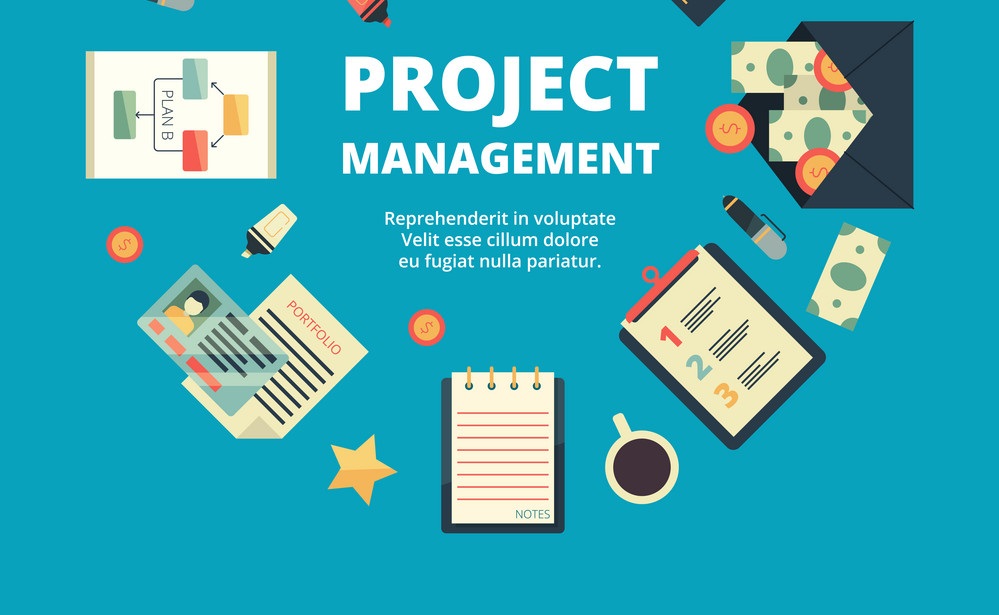 PROJECT
MANAGEMENT
Reprehenderit in voluptate
Velit esse cillum dolore
eu fugiat nulla pariatur.
PLAN B
PORTFOLIO
1
2
3
NOTES
$
$
$
$
$